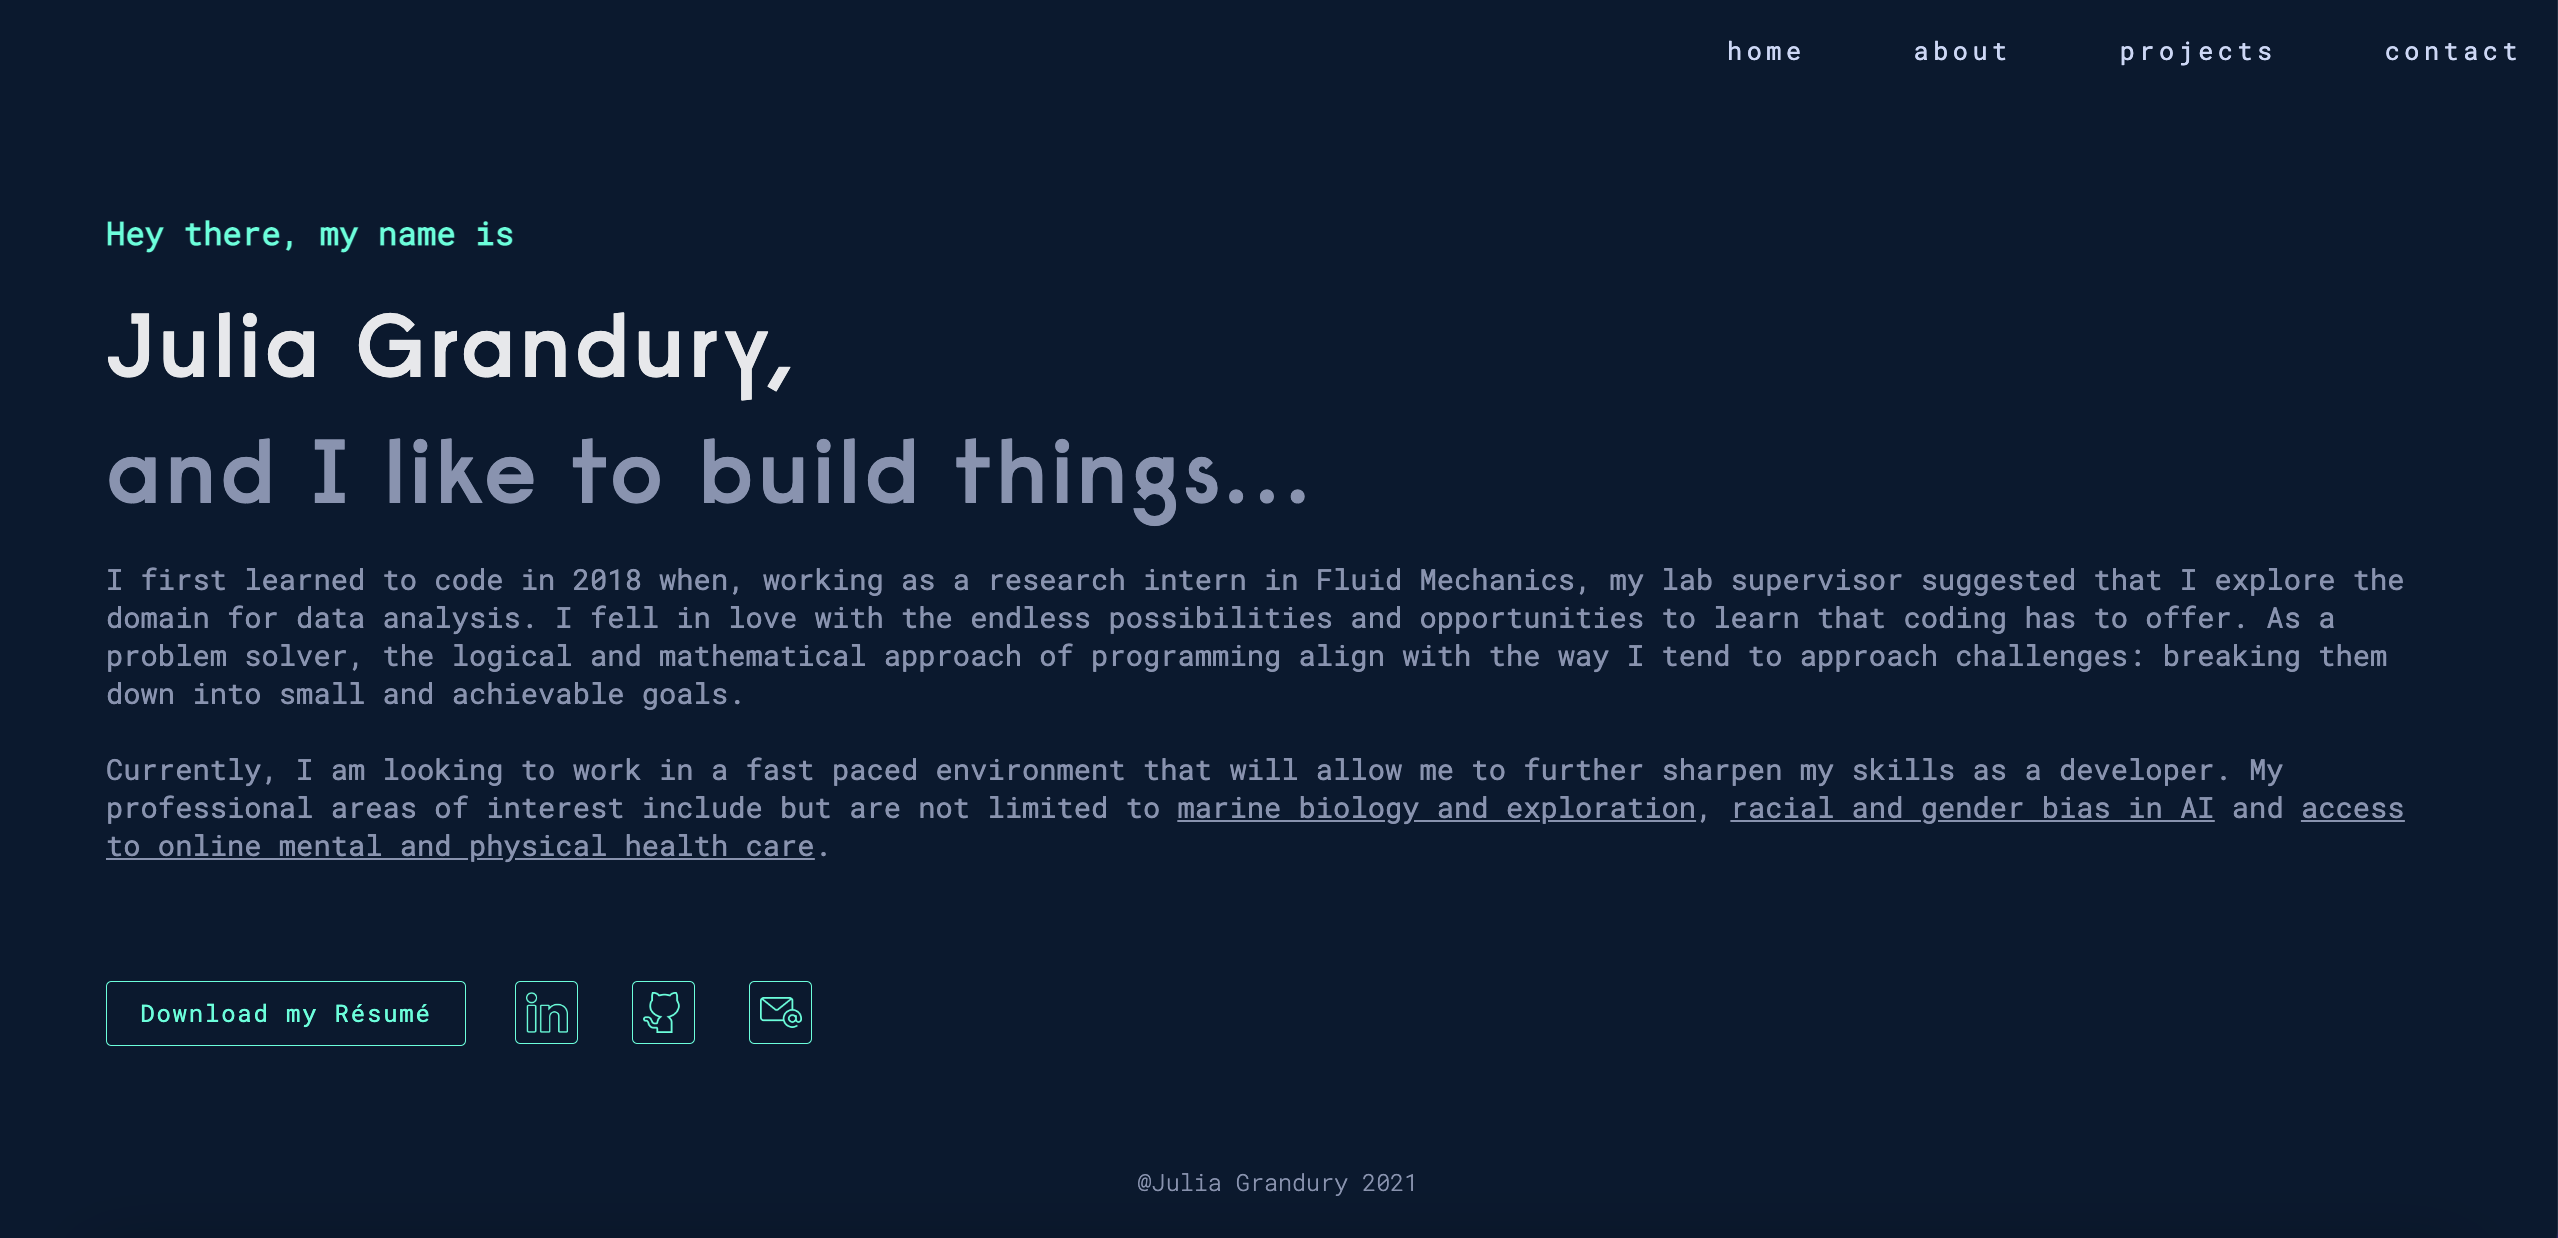 home about projects contact
Hey there, my name is
Julia Grandury,
and I like to build things...
I first learned to code in 2018 when, working as a research intern in Fluid Mechanics, my lab supervisor suggested that I explore the
domain for data analysis. I fell in love with the endless possibilities and opportunities to learn that coding has to offer. As a
problem solver, the logical and mathematical approach of programming align with the way I tend to approach challenges: breaking them
down into small and achievable goals.
Currently, I am looking to work in a fast paced environment that will allow me to further sharpen my skills as a developer. My
professional areas of interest include but are not limited to marine biology and exploration, racial and gender bias in AI and access
to online mental and physical health care.
Download my Résumé in
@Julia Grandury 2021